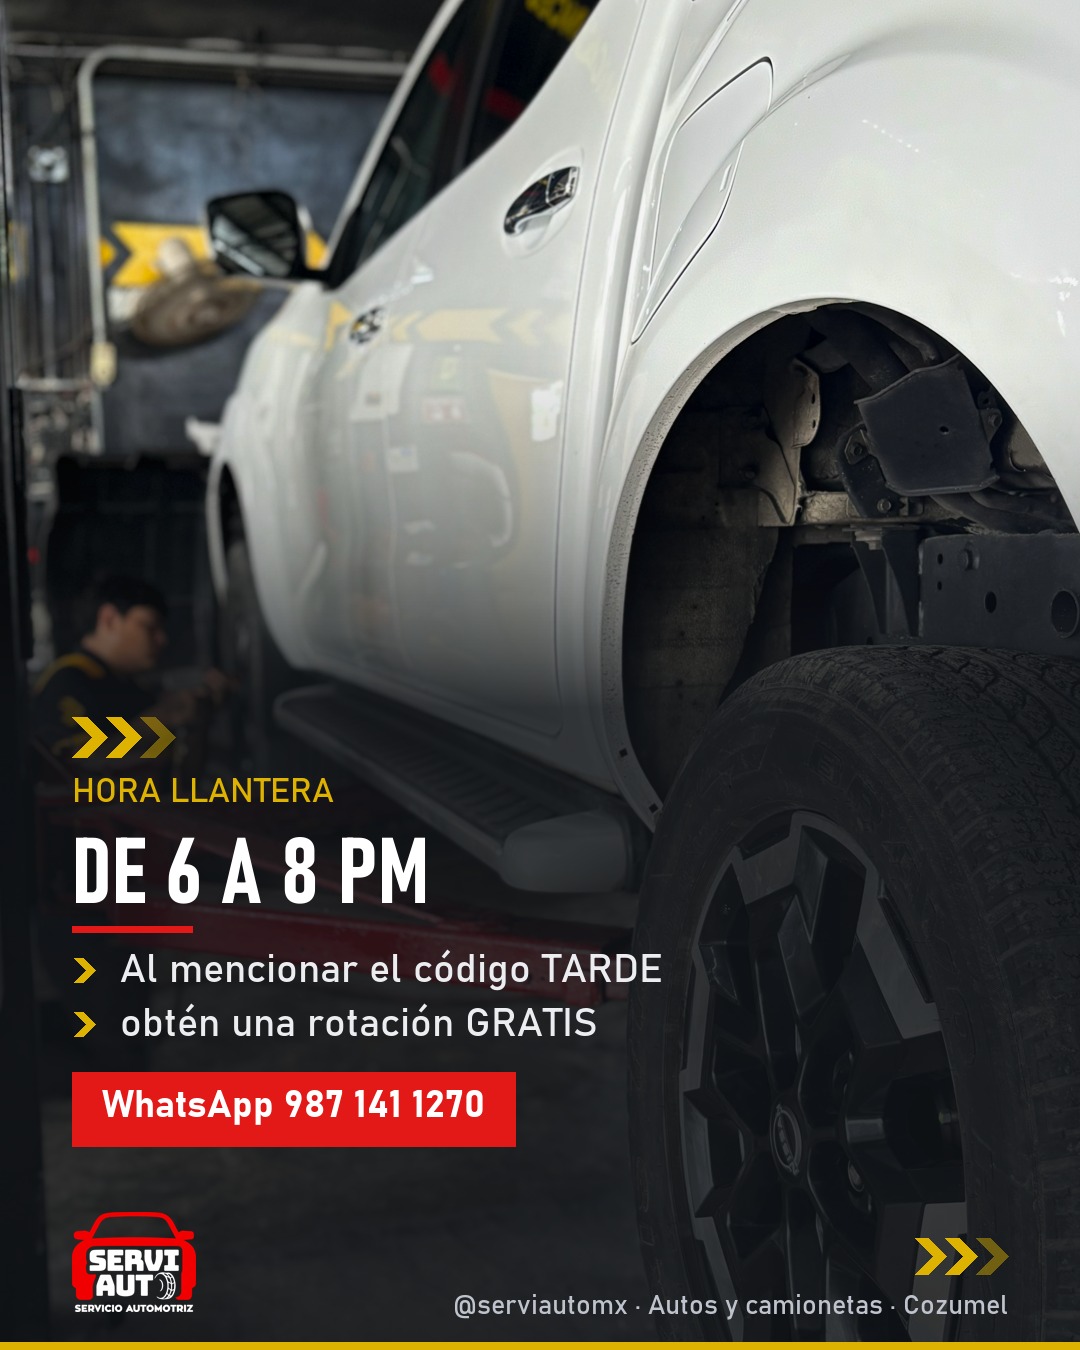 HORA LLANTERA
DE 6 A 8 PM
Al mencionar el código TARDE
obtén una rotación GRATIS
WhatsApp 987 141 1270
SERVI
AUTO
SERVICIO AUTOMOTRIZ
@serviautomx · Autos y camionetas · Cozumel